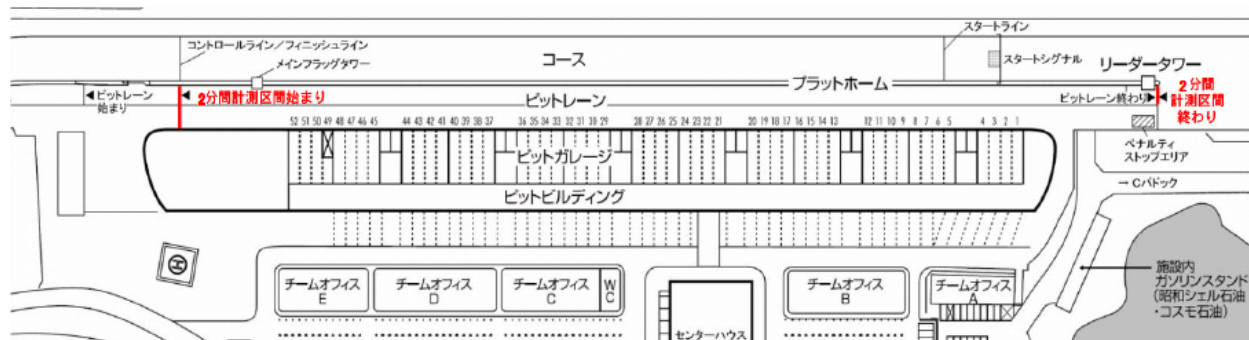 スタートライン
コントロールライン/フィニッシュライン
メインフラッグタワー
コース
スタートシグナル
リーダータワー
プラットホーム
ピットレーン
始まり
2分間計測区間始まり
ピットレーン
ピットレーン終わり
2分間
計測区間
終わり
52 51 50 49 48 47 46 45 44 43 42 41 40 39 38 37 36 35 34 33 32 31 30 29 28 27 26 25 24 23 22 21 20 19 18 17 16 15 14 13 12 11 10 9 8 7 6 5 4 3 2 1
ペナルティ
ストップエリア
ピットガレージ
→ Cパドック
ピットビルディング
H
施設内
ガソリンスタンド
(昭和シェル石油
・コスモ石油)
チームオフィス
E
チームオフィス
D
チームオフィス
C
WC
チームオフィス
B
チームオフィス
A
センターハウス